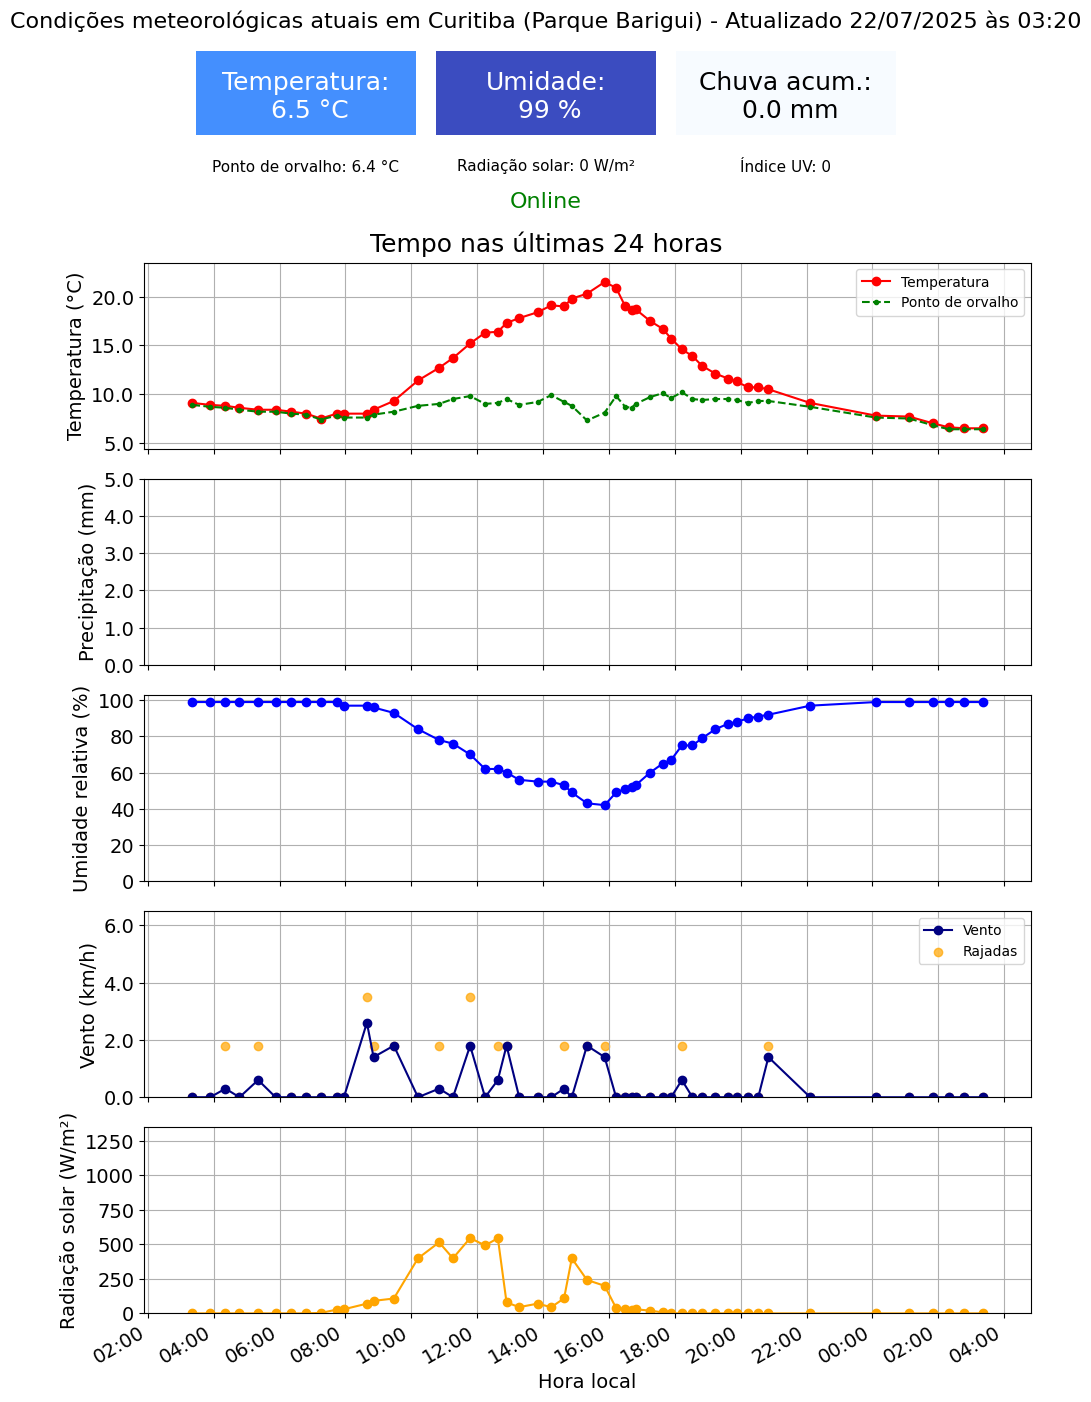 Condições meteorológicas atuais em Curitiba (Parque Barigui) - Atualizado 22/07/2025 às 03:20
Temperatura:
6.5 °C
Umidade:
99 %
Chuva acum.:
0.0 mm
Ponto de orvalho: 6.4 °C
Radiação solar: 0 W/m²
Índice UV: 0
Online
Tempo nas últimas 24 horas
Temperatura (°C)
20.0
15.0
10.0
5.0
Temperatura
Ponto de orvalho
Precipitação (mm)
5.0
4.0
3.0
2.0
1.0
0.0
Umidade relativa (%)
100
80
60
40
20
0
Vento (km/h)
6.0
4.0
2.0
0.0
Vento
Rajadas
Radiação solar (W/m²)
1250
1000
750
500
250
0
02:00
04:00
06:00
08:00
10:00
12:00
14:00
16:00
18:00
20:00
22:00
00:00
02:00
04:00
Hora local